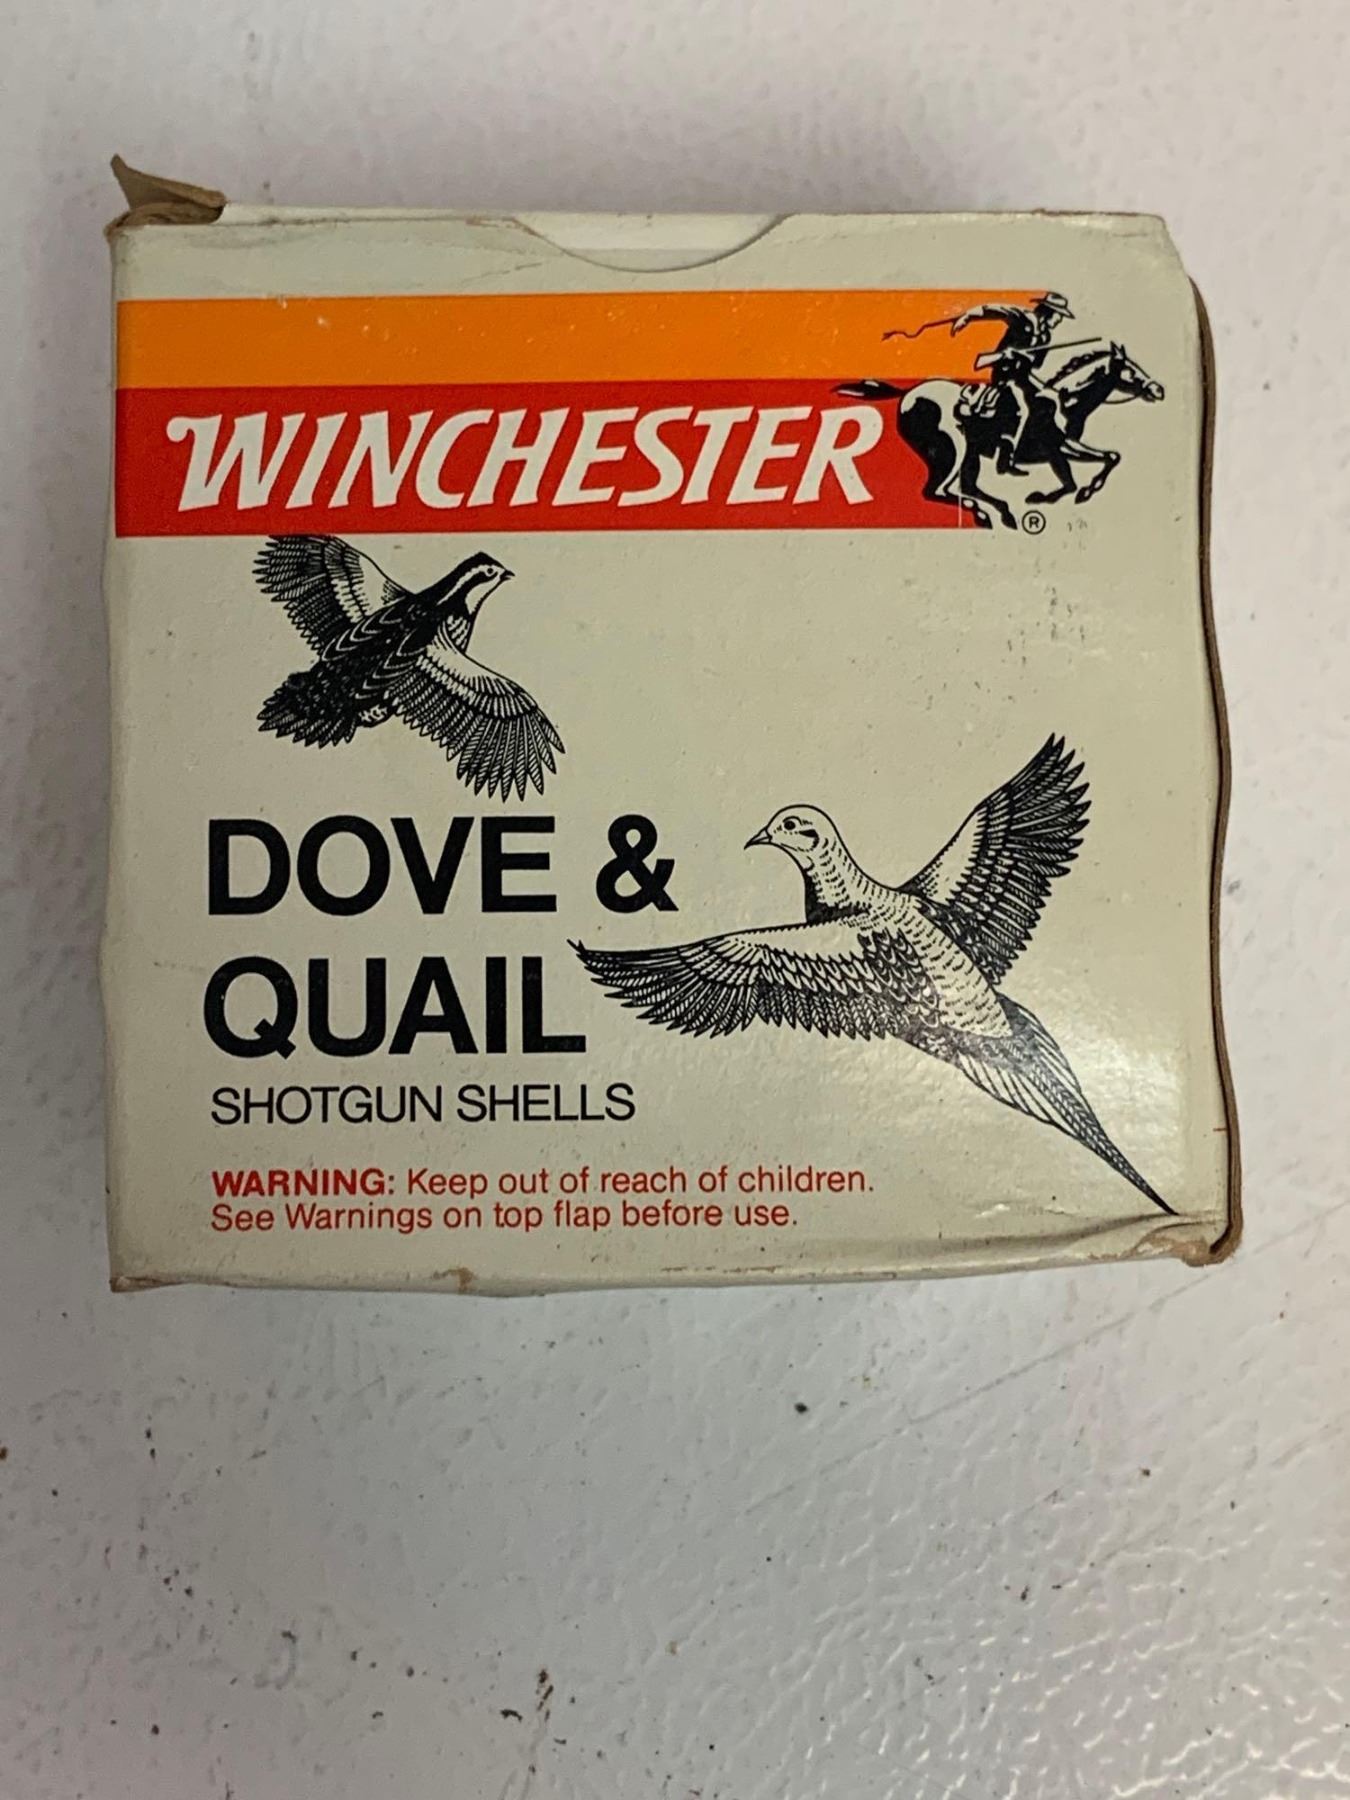 WINCHESTER
®
DOVE &
QUAIL
SHOTGUN SHELLS
WARNING: Keep out of reach of children.
See Warnings on top flap before use.